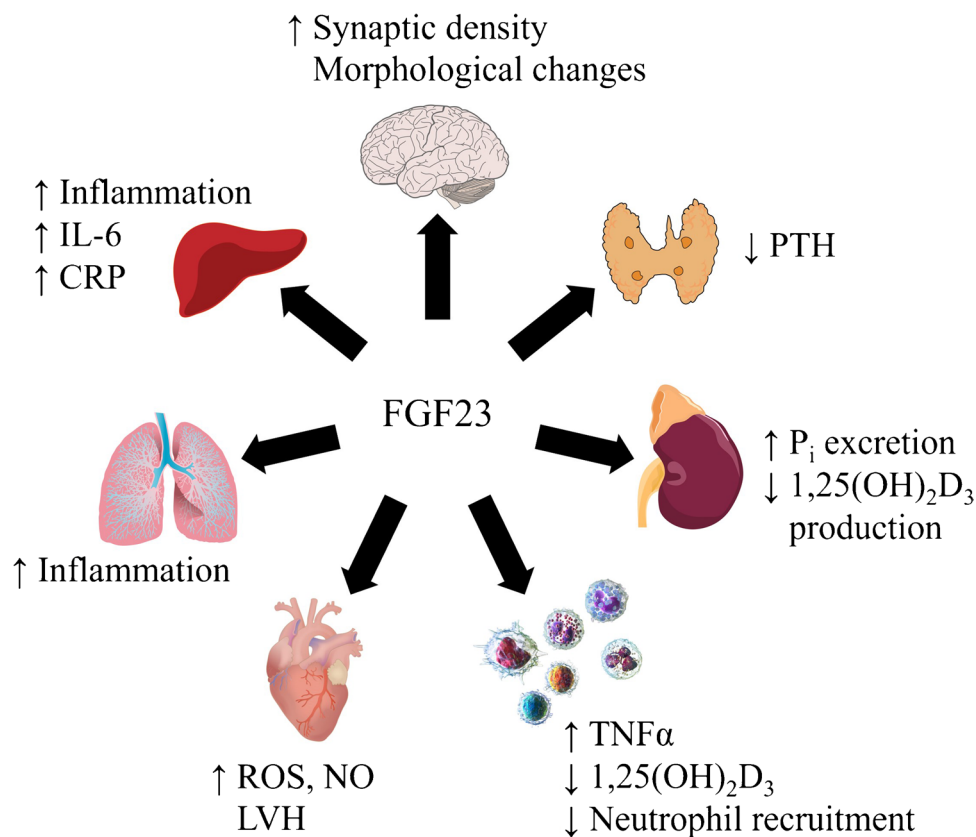 ↑ Synaptic density
Morphological changes
↑ Inflammation
↑ IL-6
↑ CRP
↓ PTH
FGF23
↑ Pᵢ excretion
↓ 1,25(OH)₂D₃
production
↑ Inflammation
↑ ROS, NO
LVH
↑ TNFα
↓ 1,25(OH)₂D₃
↓ Neutrophil recruitment